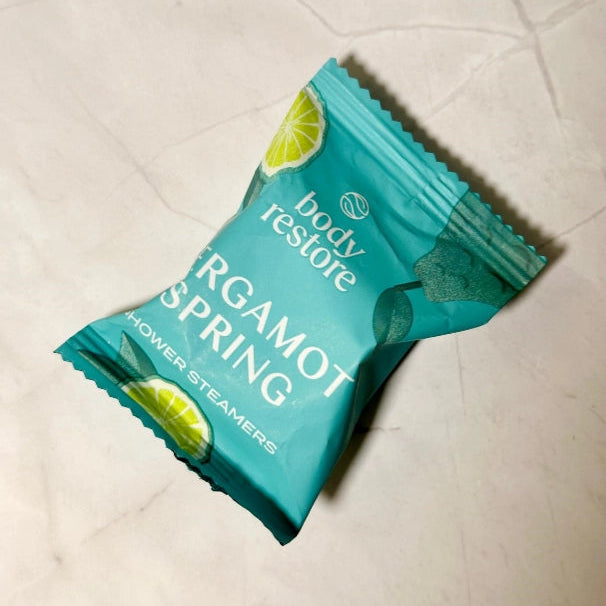 body
restore
ERGAMOT
SPRING
SHOWER STEAMERS